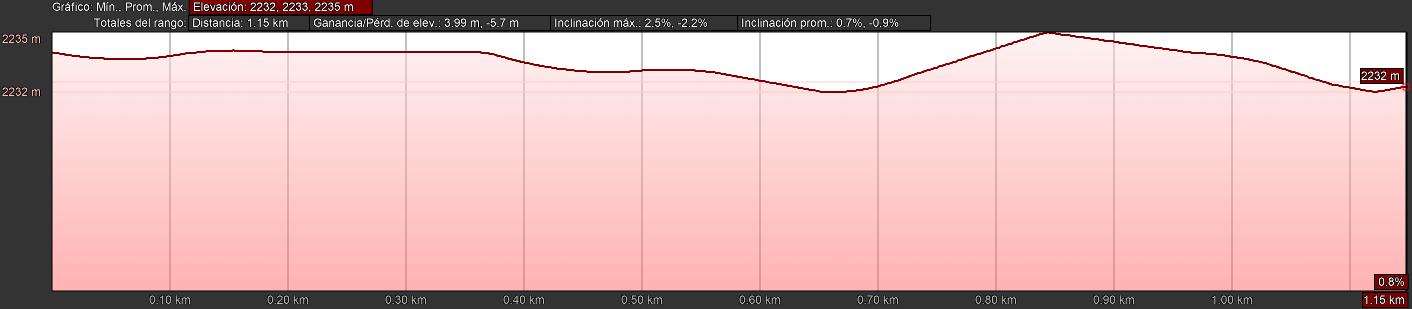 Gráfico: Mín., Prom., Máx. Elevación: 2232, 2233, 2235 m
Totales del rango: Distancia: 1.15 km Ganancia/Pérd. de elev.: 3.99 m, -5.7 m Inclinación máx.: 2.5%, -2.2% Inclinación prom.: 0.7%, -0.9%
2235 m
2232 m
2232 m
0.8%
0.10 km 0.20 km 0.30 km 0.40 km 0.50 km 0.60 km 0.70 km 0.80 km 0.90 km 1.00 km 1.15 km